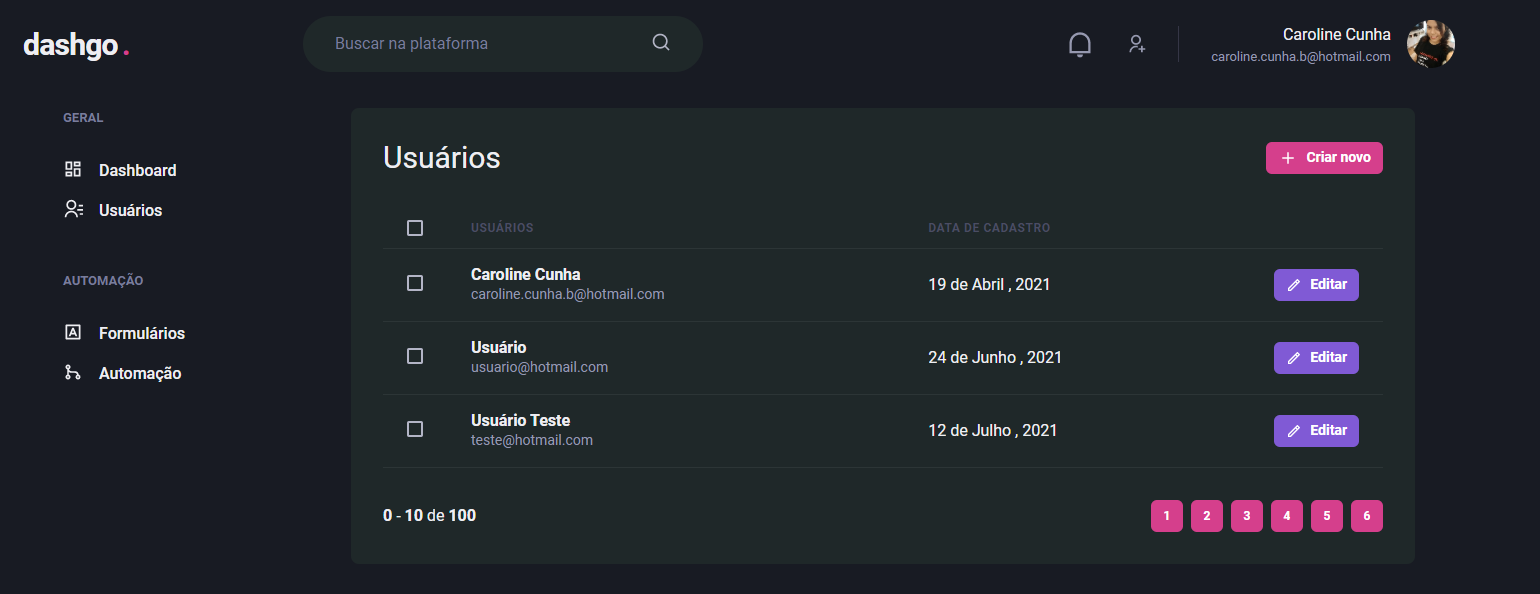 dashgo.
Buscar na plataforma
Caroline Cunha
caroline.cunha.b@hotmail.com
GERAL
Dashboard
Usuários
AUTOMAÇÃO
Formulários
Automação
Usuários
Criar novo
USUÁRIOS DATA DE CADASTRO
Caroline Cunha
caroline.cunha.b@hotmail.com
19 de Abril , 2021
Editar
Usuário
usuario@hotmail.com
24 de Junho , 2021
Editar
Usuário Teste
teste@hotmail.com
12 de Julho , 2021
Editar
0 - 10 de 100
1 2 3 4 5 6